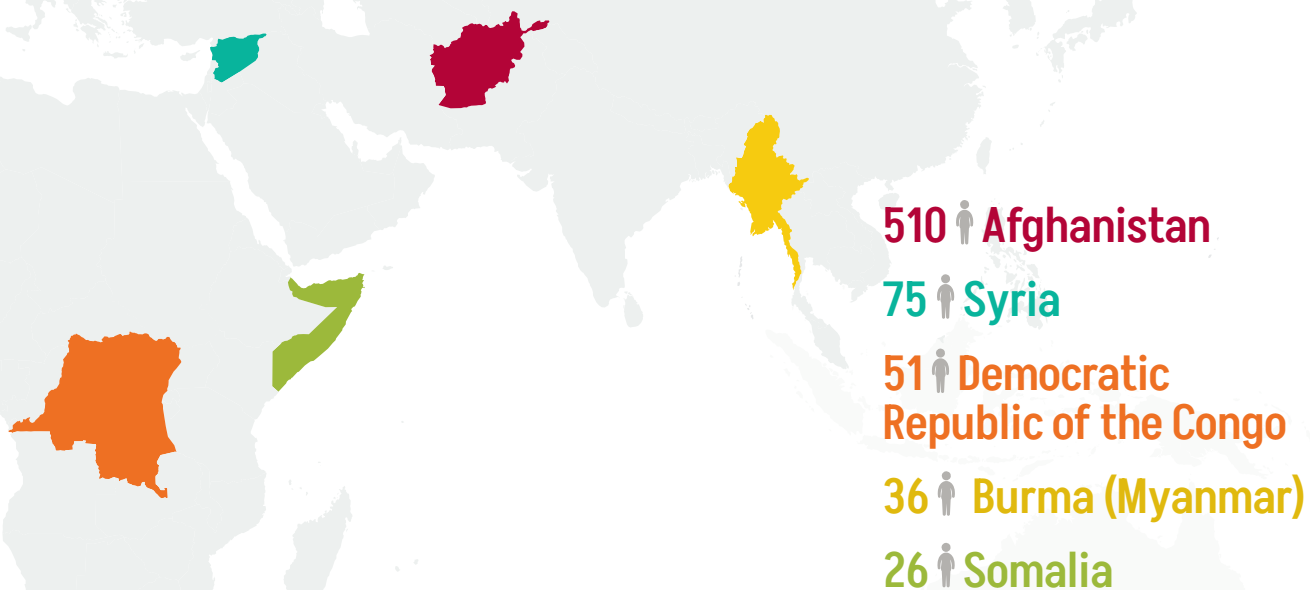 510 Afghanistan
75 Syria
51 Democratic
Republic of the Congo
36 Burma (Myanmar)
26 Somalia